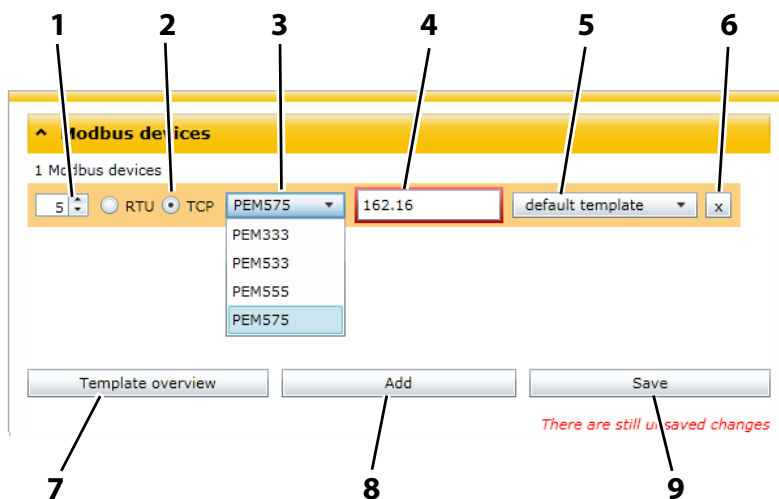 1 2 3 4 5 6
Modbus devices
1 Modbus devices
5 RTU TCP PEM575 162.16 default template x
PEM333
PEM533
PEM555
PEM575
Template overview Add Save
There are still unsaved changes
7 8 9